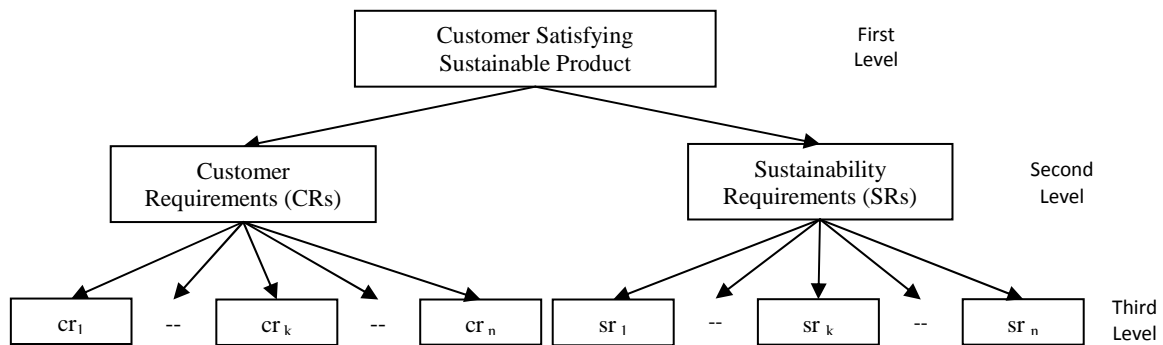 Customer Satisfying
Sustainable Product
First
Level
Customer
Requirements (CRs)
Sustainability
Requirements (SRs)
Second
Level
cr₁ -- cr ₖ -- cr ₙ sr ₁ -- sr ₖ -- sr ₙ
Third
Level